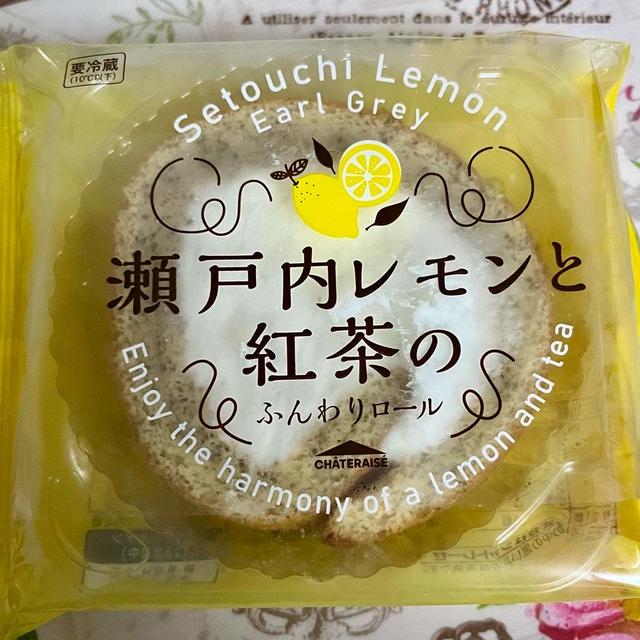 A utiliser seulement dans le surface intérieur
要冷蔵
(10℃以下)
Setouchi Lemon
Earl Grey
瀬戸内レモンと
紅茶の
ふんわりロール
CHÂTERAISÉ
Enjoy the harmony of a lemon and tea